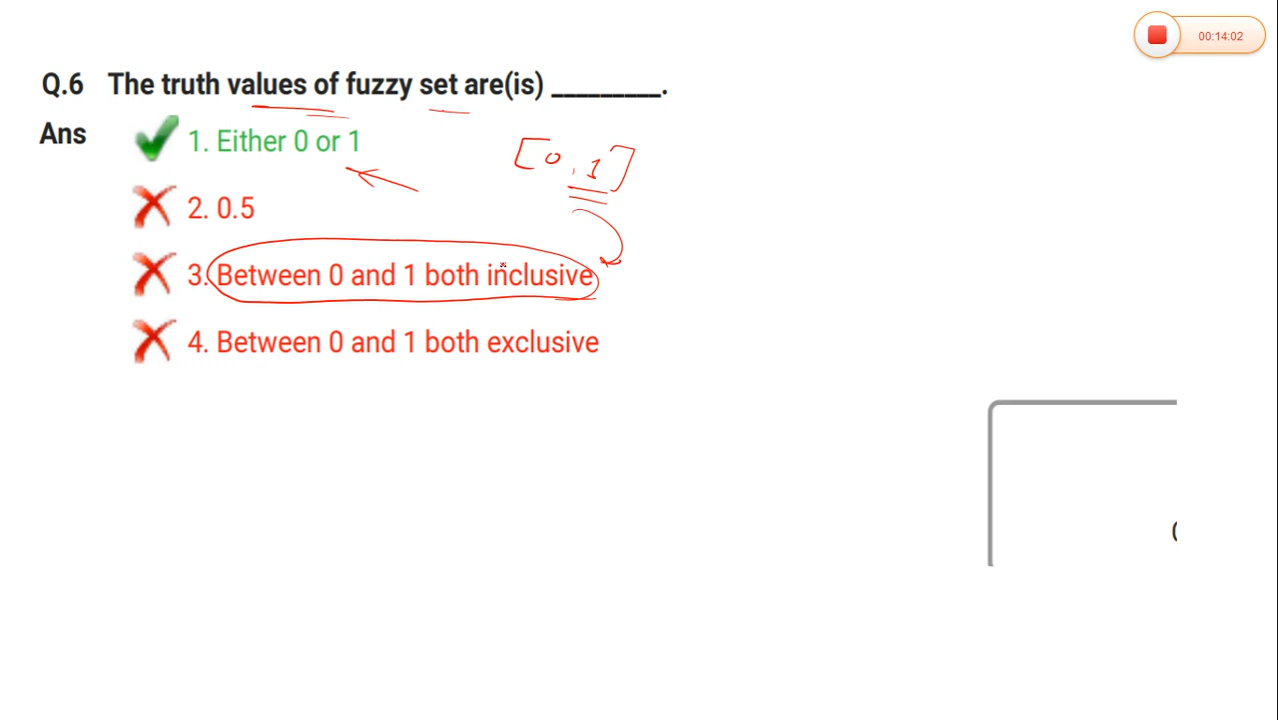 00:14:02
Q.6 The truth values of fuzzy set are(is) _________.
Ans
1. Either 0 or 1
[0,1]
2. 0.5
3. Between 0 and 1 both inclusive
4. Between 0 and 1 both exclusive